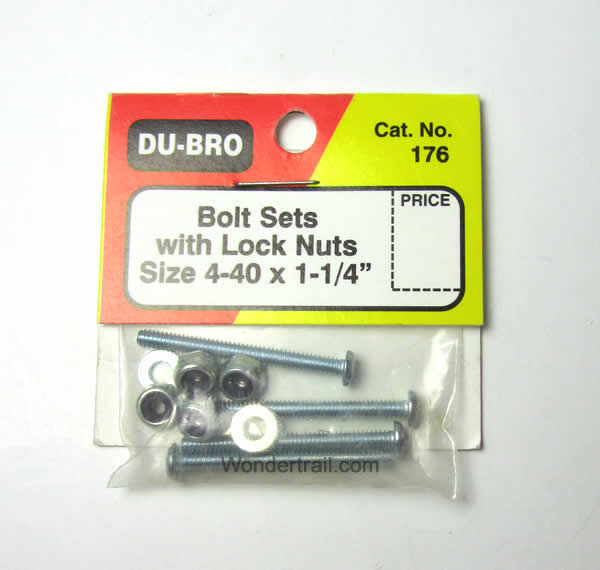 DU-BRO
Cat. No.
176
Bolt Sets
with Lock Nuts
Size 4-40 x 1-1/4”
PRICE
Wondertrail.com